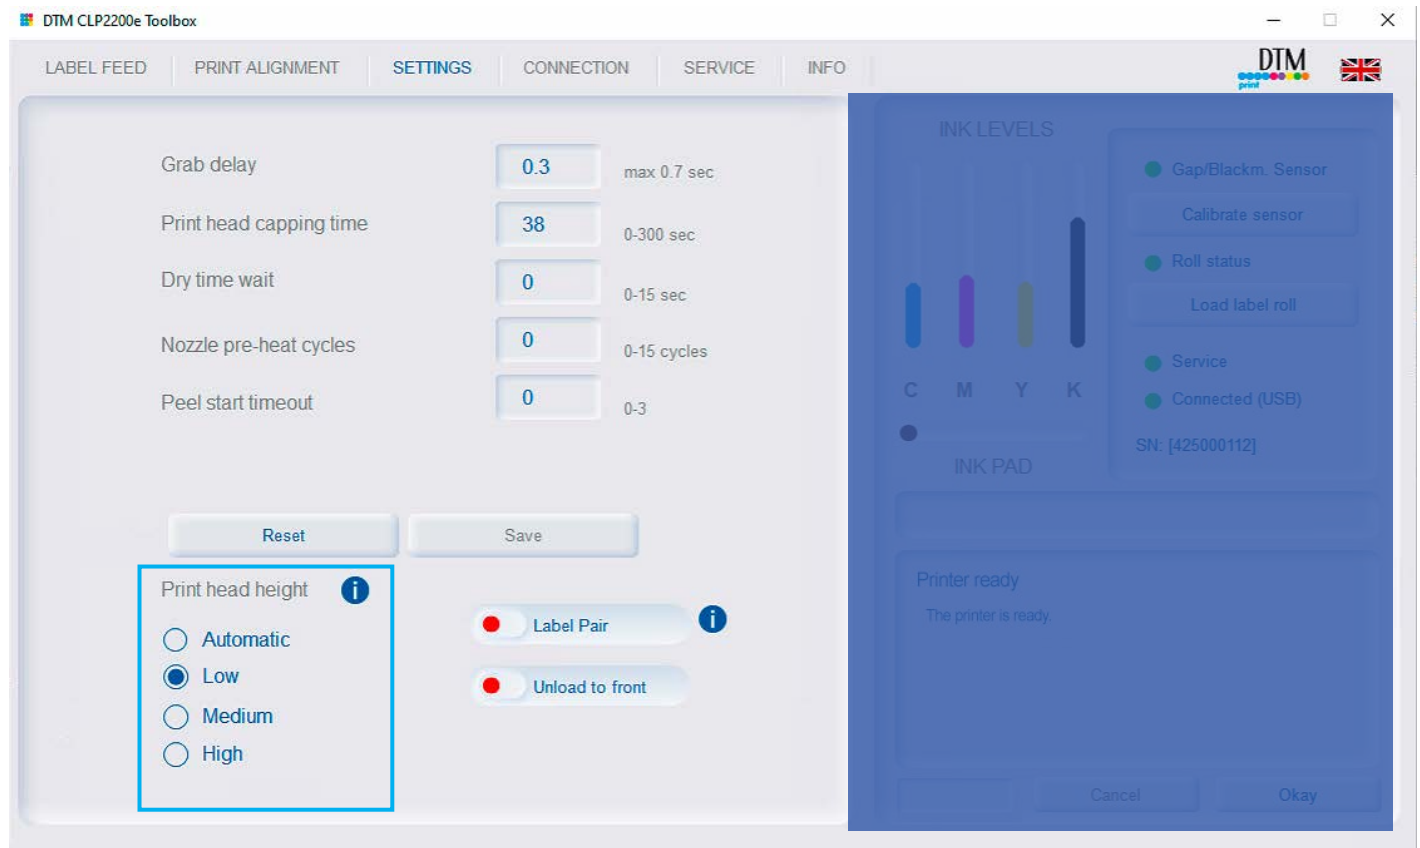 DTM CLP2200e Toolbox
LABEL FEED
PRINT ALIGNMENT
SETTINGS
CONNECTION
SERVICE
INFO
DTM
print
Grab delay
0.3
max 0.7 sec
Print head capping time
38
0-300 sec
Dry time wait
0
0-15 sec
Nozzle pre-heat cycles
0
0-15 cycles
Peel start timeout
0
0-3
Reset
Save
Print head height
i
Automatic
Low
Medium
High
Label Pair
i
Unload to front
INK LEVELS
C M Y K
INK PAD
Gap/Blackm. Sensor
Calibrate sensor
Roll status
Load label roll
Service
Connected (USB)
SN: [425000112]
Printer ready
The printer is ready.
Cancel
Okay